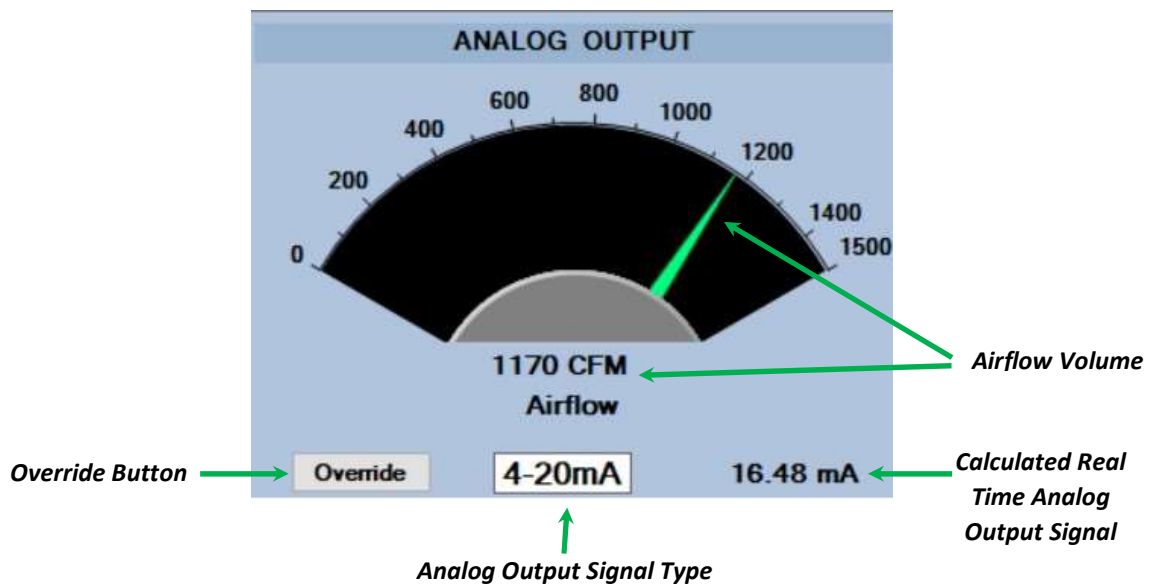 ANALOG OUTPUT
600
800
400
1000
200
1200
0
1400
1500
1170 CFM
Airflow Volume
Airflow
Override Button
Override
4-20mA
16.48 mA
Calculated Real
Time Analog
Output Signal
Analog Output Signal Type